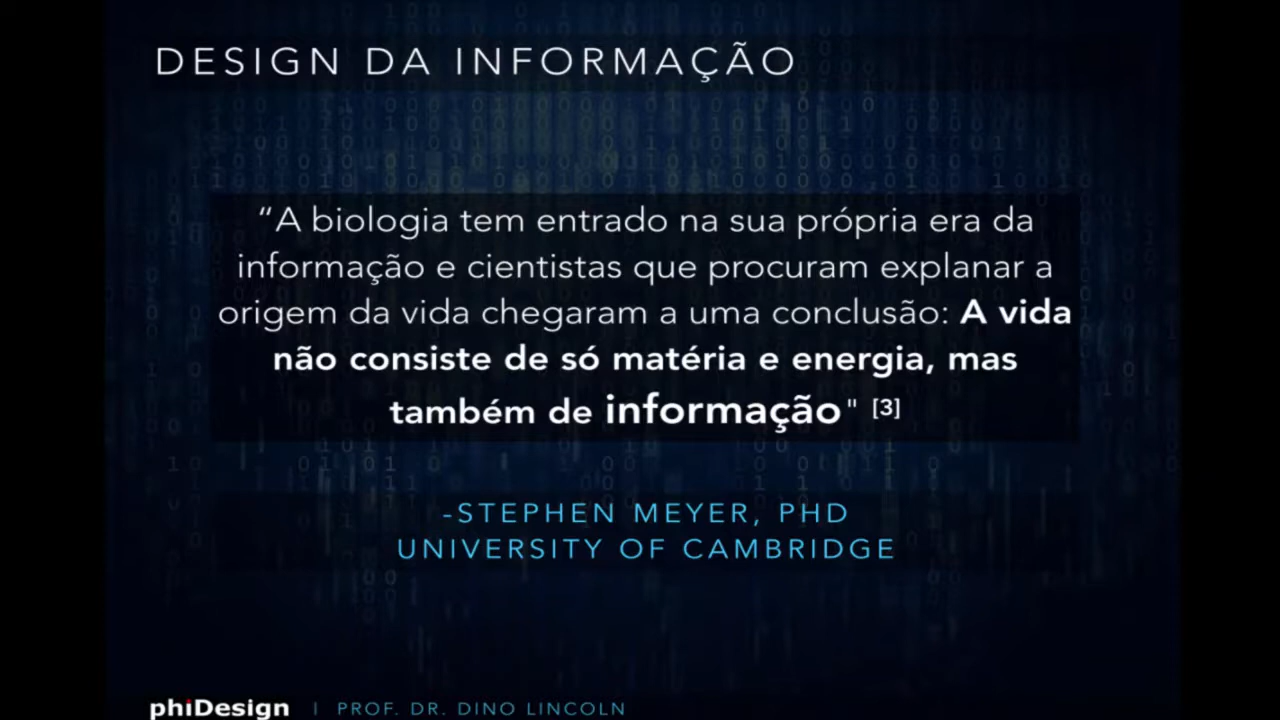 DESIGN DA INFORMAÇÃO
“A biologia tem entrado na sua própria era da
informação e cientistas que procuram explanar a
origem da vida chegaram a uma conclusão: A vida
não consiste de só matéria e energia, mas
também de informação" [3]
-STEPHEN MEYER, PHD
UNIVERSITY OF CAMBRIDGE
phiDesign | PROF. DR. DINO LINCOLN